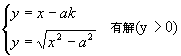 y = x − ak
y = √(x² − a²) 有解(y > 0)